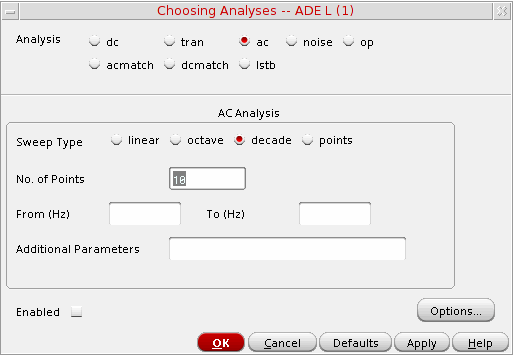 Choosing Analyses -- ADE L (1)
Analysis dc tran ac noise op
acmatch dcmatch lstb
AC Analysis
Sweep Type linear octave decade points
No. of Points 10
From (Hz) To (Hz)
Additional Parameters
Enabled Options...
OK Cancel Defaults Apply Help